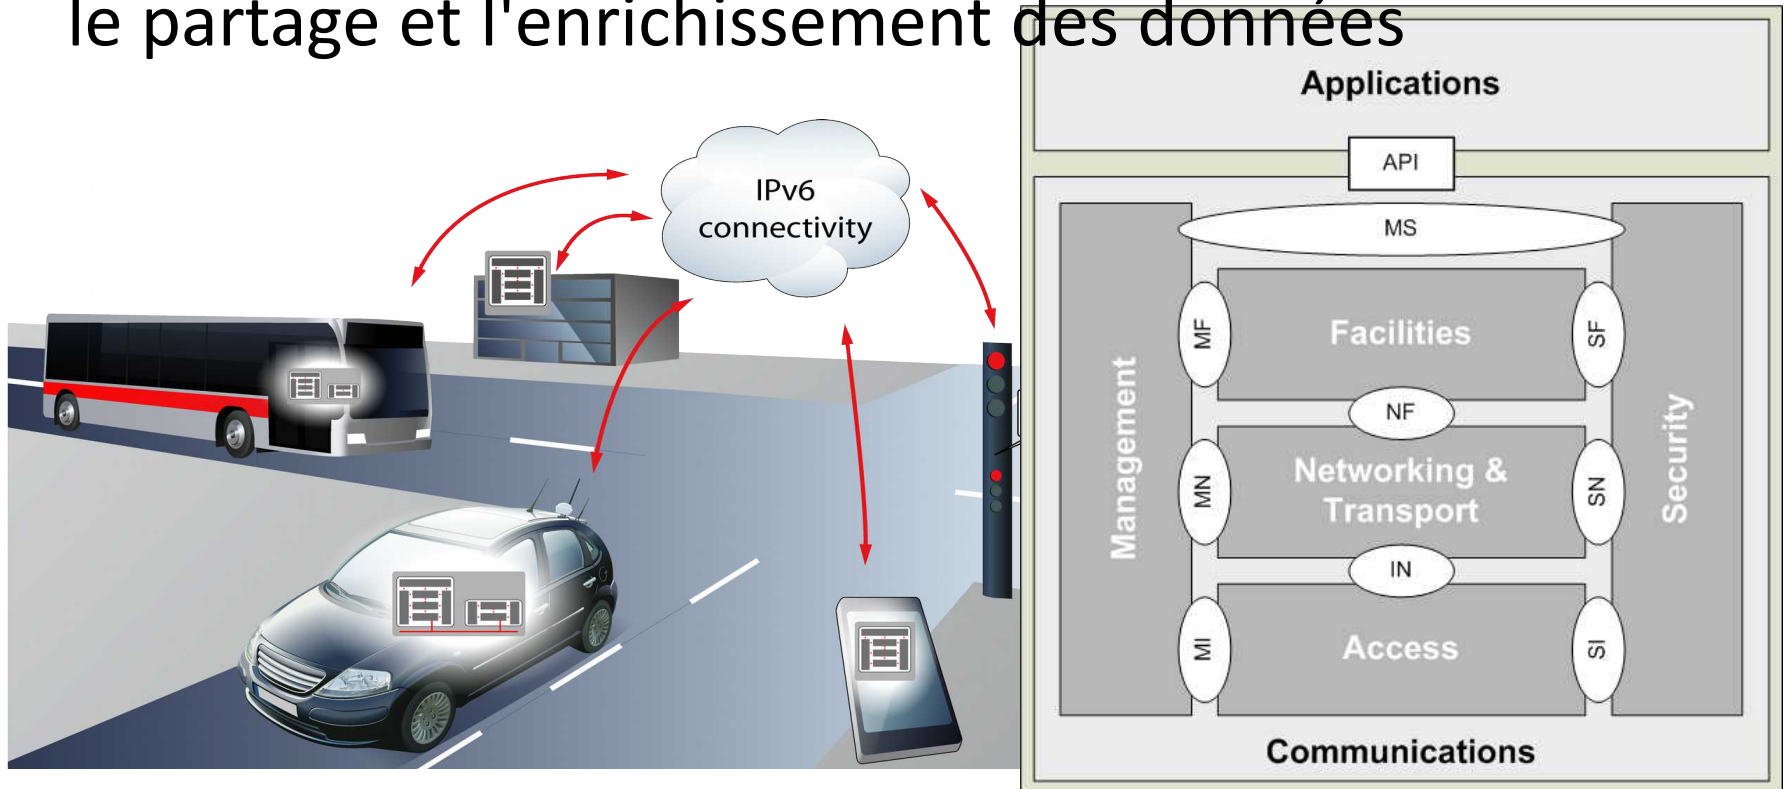 le partage et l'enrichissement des données
IPv6
connectivity
Applications
API
MS
Management
MF
Facilities
SF
Security
NF
MN
Networking &
Transport
SN
IN
MI
Access
SI
Communications